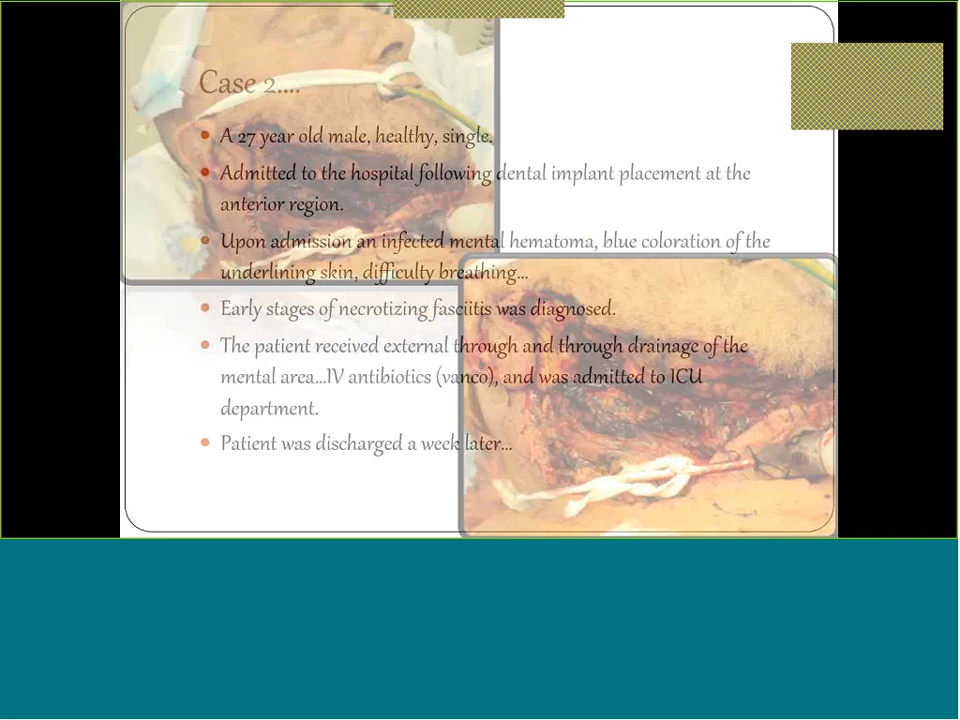 Case 2....
• A 27 year old male, healthy, single.
• Admitted to the hospital following dental implant placement at the
anterior region.
• Upon admission an infected mental hematoma, blue coloration of the
underlining skin, difficulty breathing...
• Early stages of necrotizing fasciitis was diagnosed.
• The patient received external through and through drainage of the
mental area...IV antibiotics (vanco), and was admitted to ICU
department.
• Patient was discharged a week later...